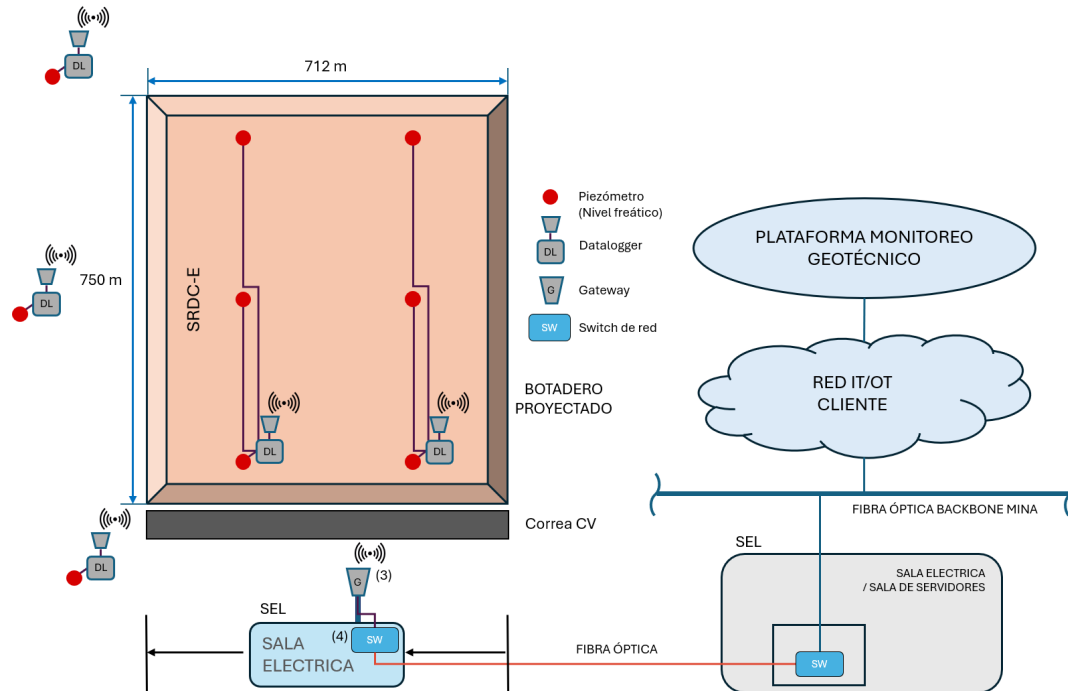 DL
712 m
750 m
DL
SRDC-E
DL
DL
DL
Piezómetro
(Nivel freático)
DL
Datalogger
G
Gateway
SW
Switch de red
BOTADERO
PROYECTADO
Correa CV
G
(3)
SEL
(4)
SW
SALA
ELECTRICA
FIBRA ÓPTICA
PLATAFORMA MONITOREO
GEOTÉCNICO
RED IT/OT
CLIENTE
FIBRA ÓPTICA BACKBONE MINA
SEL
SALA ELECTRICA
/ SALA DE SERVIDORES
SW